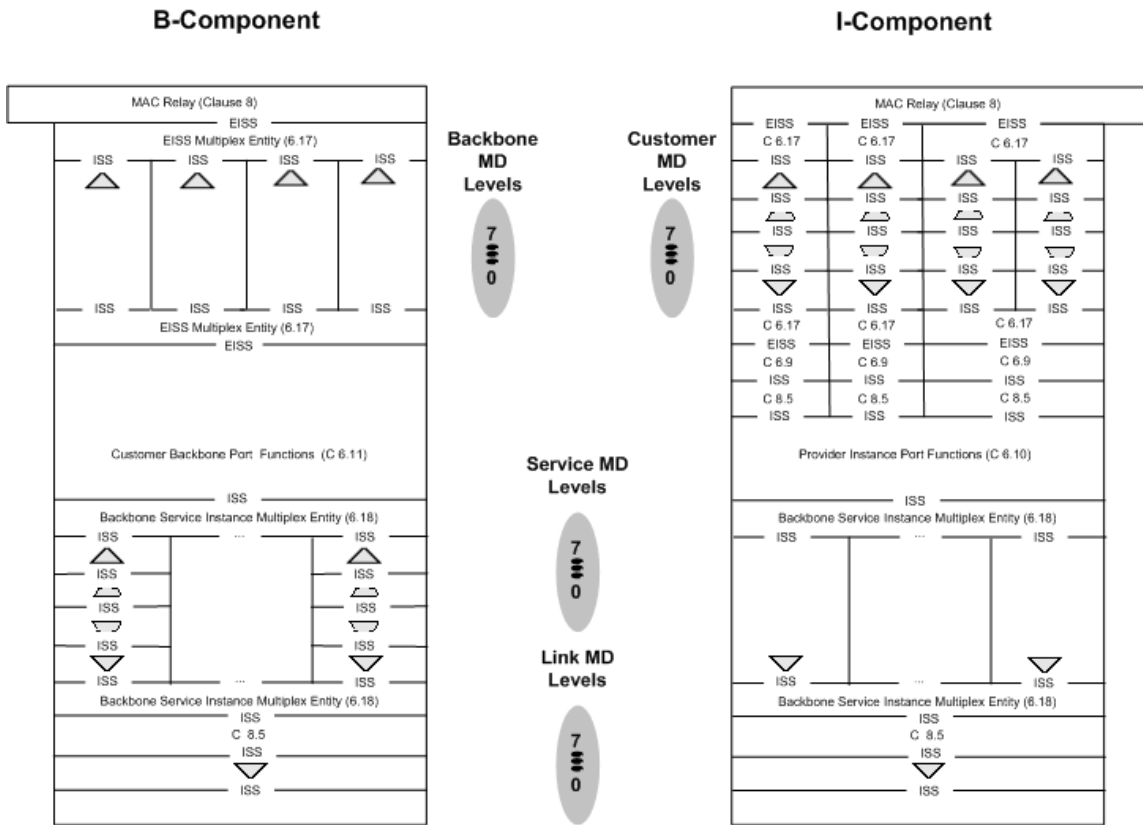 B-Component
I-Component
MAC Relay (Clause 8)
EISS
EISS Multiplex Entity (6.17)
ISS ISS ISS ISS
ISS ISS ISS ISS
EISS Multiplex Entity (6.17)
EISS
Customer Backbone Port Functions (C 6.11)
ISS
Backbone Service Instance Multiplex Entity (6.18)
ISS ... ISS
ISS ISS
ISS ISS
ISS ISS
ISS ... ISS
Backbone Service Instance Multiplex Entity (6.18)
ISS
C 8.5
ISS
ISS
Backbone
MD
Levels
7
0
Customer
MD
Levels
7
0
Service MD
Levels
7
0
Link MD
Levels
7
0
MAC Relay (Clause 8)
EISS EISS EISS
C 6.17 C 6.17 C 6.17
ISS ISS ISS ISS
ISS ISS ISS ISS
ISS ISS ISS ISS
ISS ISS ISS ISS
ISS ISS ISS ISS
C 6.17 C 6.17 C 6.17
EISS EISS EISS
C 6.9 C 6.9 C 6.9
ISS ISS ISS
C 8.5 C 8.5 C 8.5
ISS ISS ISS
Provider Instance Port Functions (C 6.10)
ISS
Backbone Service Instance Multiplex Entity (6.18)
ISS ... ISS
ISS ... ISS
Backbone Service Instance Multiplex Entity (6.18)
ISS
C 8.5
ISS
ISS